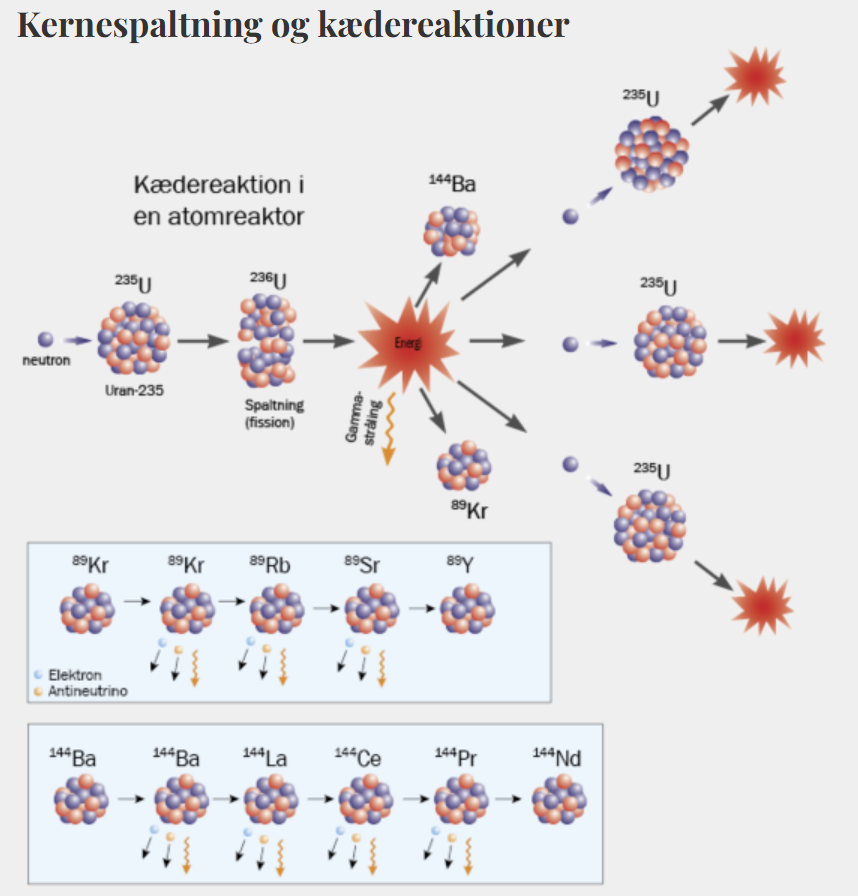 Kernespaltning og kædereaktioner
Kædereaktion i
en atomreaktor
neutron
²³⁵U
Uran-235
²³⁶U
Spaltning
(fission)
Energi
Gamma-
stråling
¹⁴⁴Ba
⁸⁹Kr
²³⁵U
²³⁵U
²³⁵U
⁸⁹Kr ⁸⁹Kr ⁸⁹Rb ⁸⁹Sr ⁸⁹Y
Elektron
Antineutrino
¹⁴⁴Ba ¹⁴⁴Ba ¹⁴⁴La ¹⁴⁴Ce ¹⁴⁴Pr ¹⁴⁴Nd